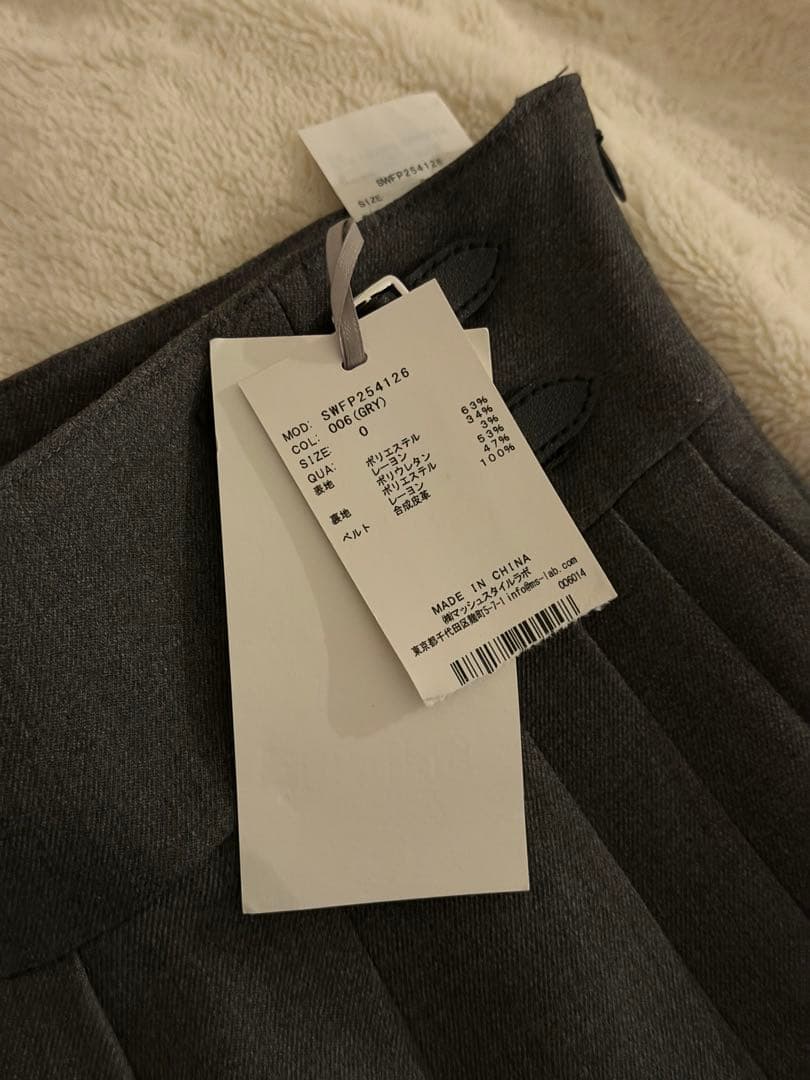 SWFP254126
SIZE
MOD: SWFP254126
COL: 006(GRY)
SIZE: 0
QUA:
表地 ポリエステル 63%
レーヨン 34%
ポリウレタン 3%
裏地 ポリエステル 53%
レーヨン 47%
ベルト 合成皮革 100%
MADE IN CHINA
㈱マッシュスタイルラボ
東京都千代田区麹町5-7-1 info@ms-lab.com
006014